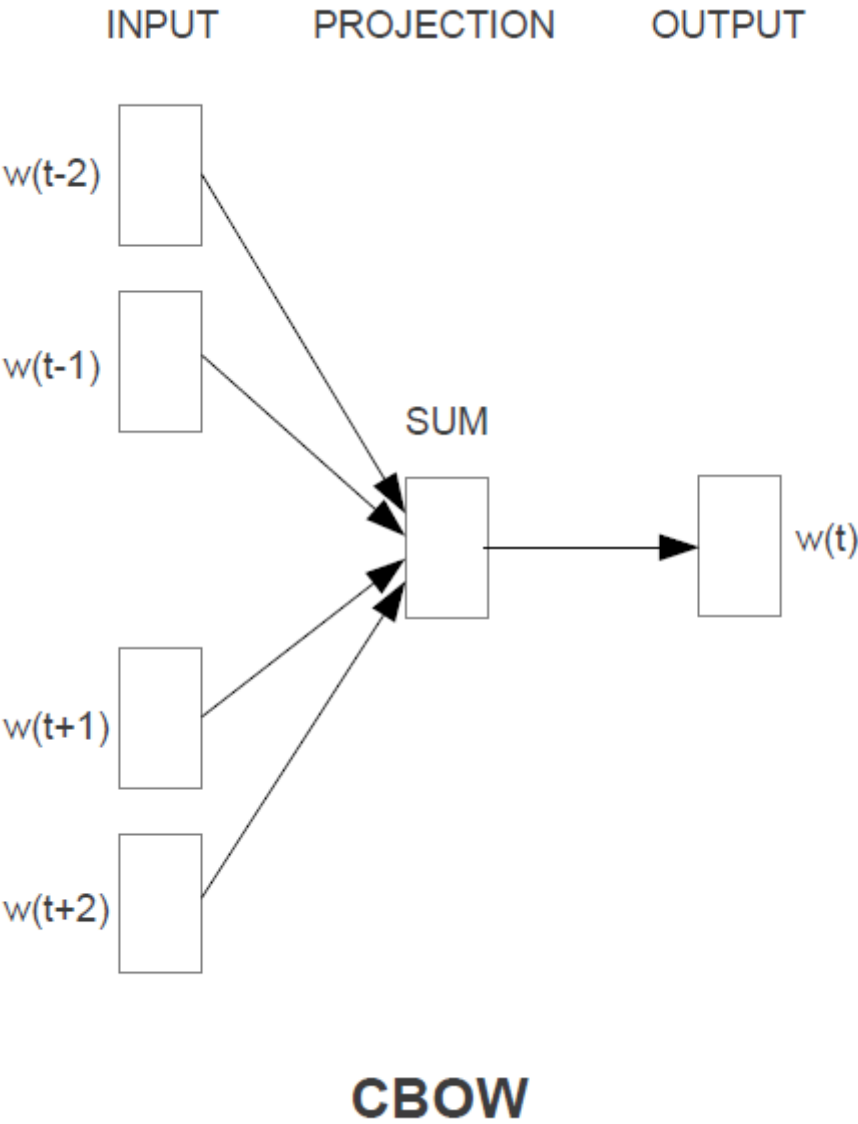 INPUT PROJECTION OUTPUT
w(t-2)
w(t-1)
SUM
w(t)
w(t+1)
w(t+2)
CBOW